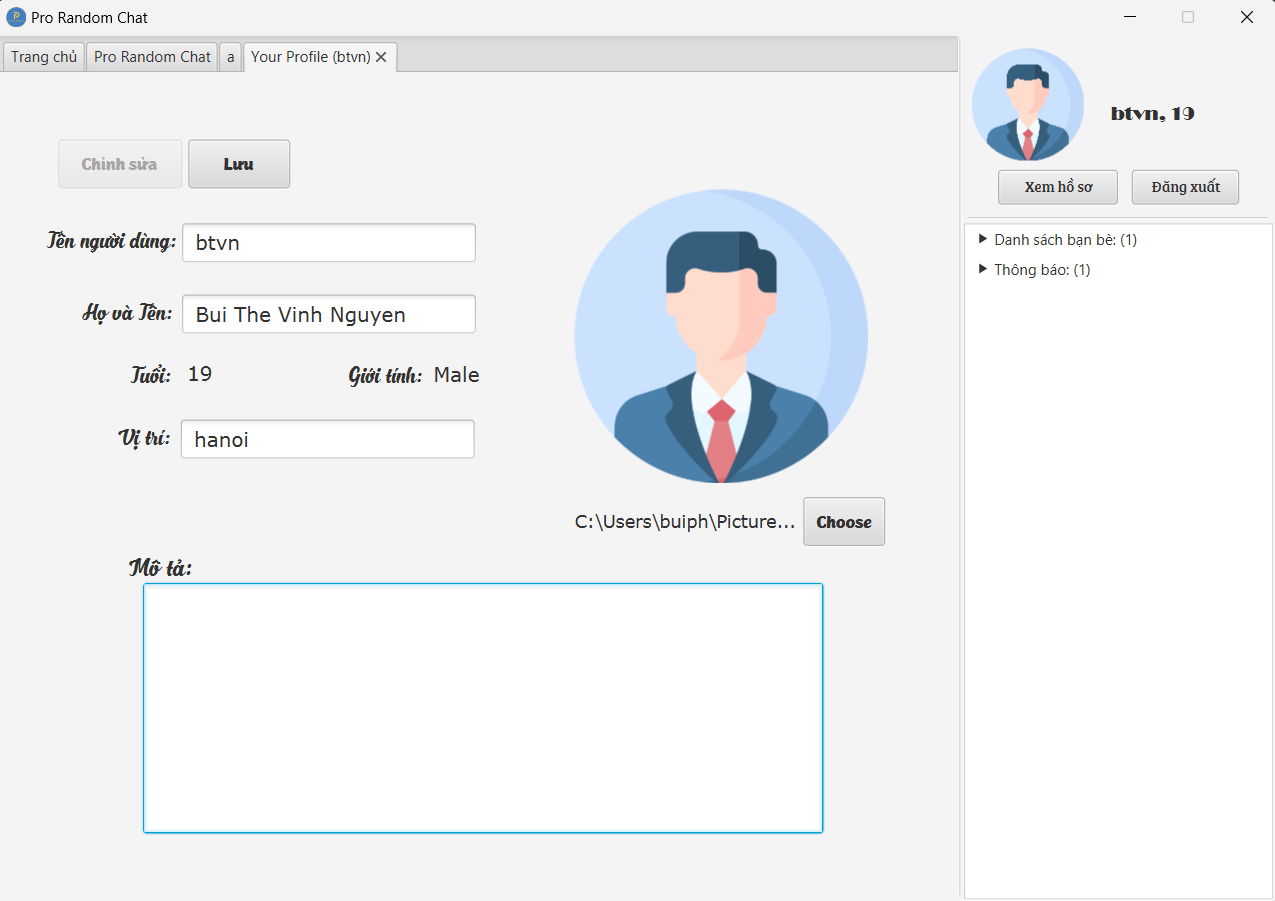 Pro Random Chat
Trang chủ Pro Random Chat a Your Profile (btvn)
btvn, 19
Xem hồ sơ Đăng xuất
Danh sách bạn bè: (1)
Thông báo: (1)
Chỉnh sửa Lưu
Tên người dùng: btvn
Họ và Tên: Bui The Vinh Nguyen
Tuổi: 19 Giới tính: Male
Vị trí: hanoi
C:\Users\buiph\Picture... Choose
Mô tả: